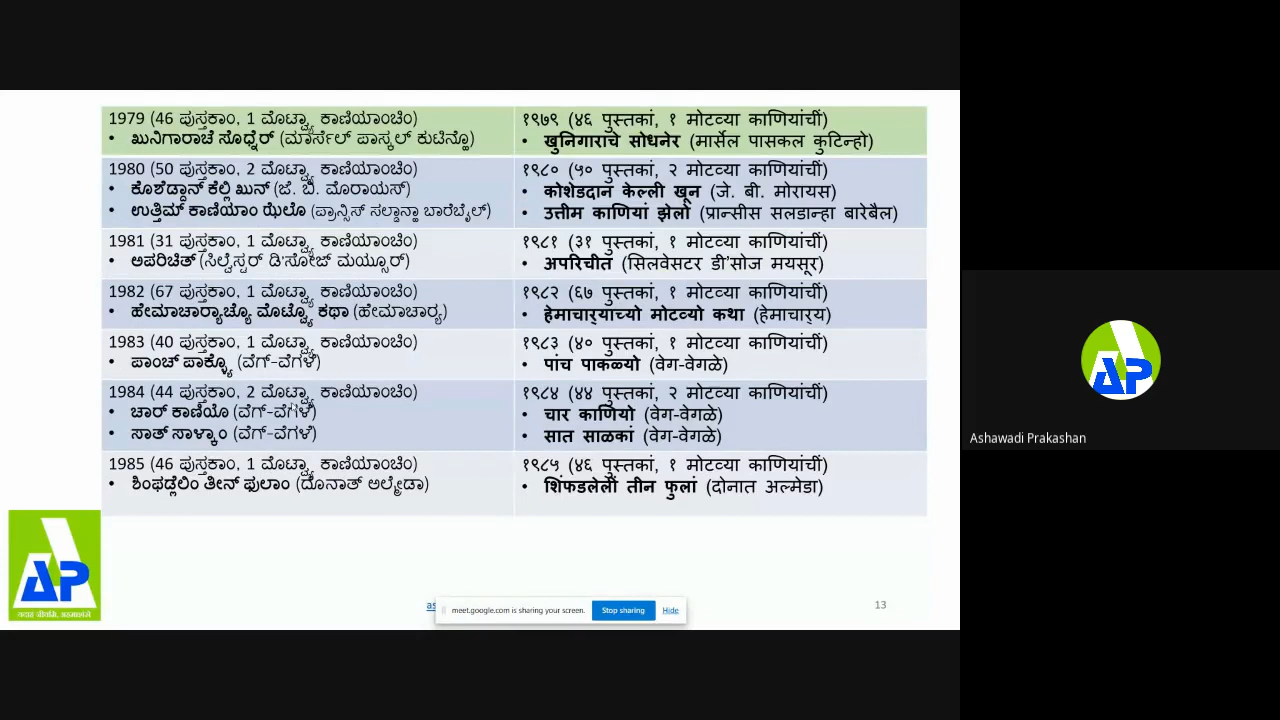 1979 (46 ಪುಸ್ತಕಾಂ, 1 ಮೊಟ್ವ್ಯಾ ಕಾಣಿಯಾಂಚೆಂ)
• ಖುನಿಗಾರಾಚೆ ಸೊಧ್ನೆರ್ (ಮಾರ್ಸೆಲ್ ಪಾಸ್ಕಲ್ ಕುಟಿನ್ಹೊ)
१९७९ (४६ पुस्तकां, १ मोटव्या काणियांचीं)
• खुनिगाराचे सोधनेर (मार्सेल पासकल कुटिन्हो)
1980 (50 ಪುಸ್ತಕಾಂ, 2 ಮೊಟ್ವ್ಯಾ ಕಾಣಿಯಾಂಚೆಂ)
• ಕೊಶೆಡ್ದಾನ್ ಕೆಲ್ಲಿ ಖುನ್ (ಜೆ. ಬಿ. ಮೊರಾಯಸ್)
• ಉತ್ತಿಮ್ ಕಾಣಿಯಾಂ ಝೆಲೊ (ಪ್ರಾನ್ಸಿಸ್ ಸಲ್ಡಾನ್ಹಾ ಬಾರೆಬೈಲ್)
१९८० (५० पुस्तकां, २ मोटव्या काणियांचीं)
• कोशेडदान केल्ली खून (जे. बी. मोरायस)
• उत्तीम काणियां झेलो (प्रान्सीस सलडान्हा बारेबैल)
1981 (31 ಪುಸ್ತಕಾಂ, 1 ಮೊಟ್ವ್ಯಾ ಕಾಣಿಯಾಂಚೆಂ)
• ಅಪರಿಚಿತ್ (ಸಿಲ್ವೆಸ್ಟರ್ ಡಿ'ಸೋಜ್ ಮಯ್ಸೂರ್)
१९८१ (३१ पुस्तकां, १ मोटव्या काणियांचीं)
• अपरिचीत (सिलवेसटर डी'सोज मयसूर)
1982 (67 ಪುಸ್ತಕಾಂ, 1 ಮೊಟ್ವ್ಯಾ ಕಾಣಿಯಾಂಚೆಂ)
• ಹೇಮಾಚಾರ‍್ಯಾಚ್ಯೊ ಮೊಟ್ವ್ಯೊ ಕಥಾ (ಹೇಮಾಚಾರ‍್ಯ)
१९८२ (६७ पुस्तकां, १ मोटव्या काणियांचीं)
• हेमाचाऱ्याच्यो मोटव्यो कथा (हेमाचाऱ्य)
1983 (40 ಪುಸ್ತಕಾಂ, 1 ಮೊಟ್ವ್ಯಾ ಕಾಣಿಯಾಂಚೆಂ)
• ಪಾಂಚ್ ಪಾಕ್ಳ್ಯೊ (ವೆಗ್-ವೆಗಳೆ)
१९८३ (४० पुस्तकां, १ मोटव्या काणियांचीं)
• पांच पाकळ्यो (वेग-वेगळे)
1984 (44 ಪುಸ್ತಕಾಂ, 2 ಮೊಟ್ವ್ಯಾ ಕಾಣಿಯಾಂಚೆಂ)
• ಚಾರ್ ಕಾಣಿಯೊ (ವೆಗ್-ವೆಗಳೆ)
• ಸಾತ್ ಸಾಳ್ಕಾಂ (ವೆಗ್-ವೆಗಳೆ)
१९८४ (४४ पुस्तकां, २ मोटव्या काणियांचीं)
• चार काणियो (वेग-वेगळे)
• सात साळकां (वेग-वेगळे)
1985 (46 ಪುಸ್ತಕಾಂ, 1 ಮೊಟ್ವ್ಯಾ ಕಾಣಿಯಾಂಚೆಂ)
• ಶಿಂಫಡ್ಲೆಲಿಂ ತೀನ್ ಫುಲಾಂ (ದೊನಾತ್ ಅಲ್ಮೇಡಾ)
१९८५ (४६ पुस्तकां, १ मोटव्या काणियांचीं)
• शिंफडलेलीं तीन फुलां (दोनात अल्मेडा)
AP
as
meet.google.com is sharing your screen.
Stop sharing
Hide
13
AP
Ashawadi Prakashan